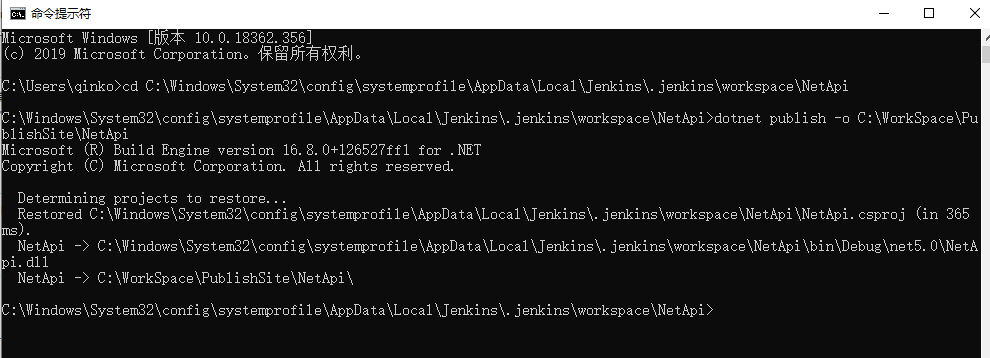 命令提示符
Microsoft Windows [版本 10.0.18362.356]
(c) 2019 Microsoft Corporation。保留所有权利。
C:\Users\qinko>cd C:\Windows\System32\config\systemprofile\AppData\Local\Jenkins\.jenkins\workspace\NetApi
C:\Windows\System32\config\systemprofile\AppData\Local\Jenkins\.jenkins\workspace\NetApi>dotnet publish -o C:\WorkSpace\Pu
blishSite\NetApi
Microsoft (R) Build Engine version 16.8.0+126527ff1 for .NET
Copyright (C) Microsoft Corporation. All rights reserved.
Determining projects to restore...
Restored C:\Windows\System32\config\systemprofile\AppData\Local\Jenkins\.jenkins\workspace\NetApi\NetApi.csproj (in 365
ms).
NetApi -> C:\Windows\System32\config\systemprofile\AppData\Local\Jenkins\.jenkins\workspace\NetApi\bin\Debug\net5.0\NetA
pi.dll
NetApi -> C:\WorkSpace\PublishSite\NetApi\
C:\Windows\System32\config\systemprofile\AppData\Local\Jenkins\.jenkins\workspace\NetApi>